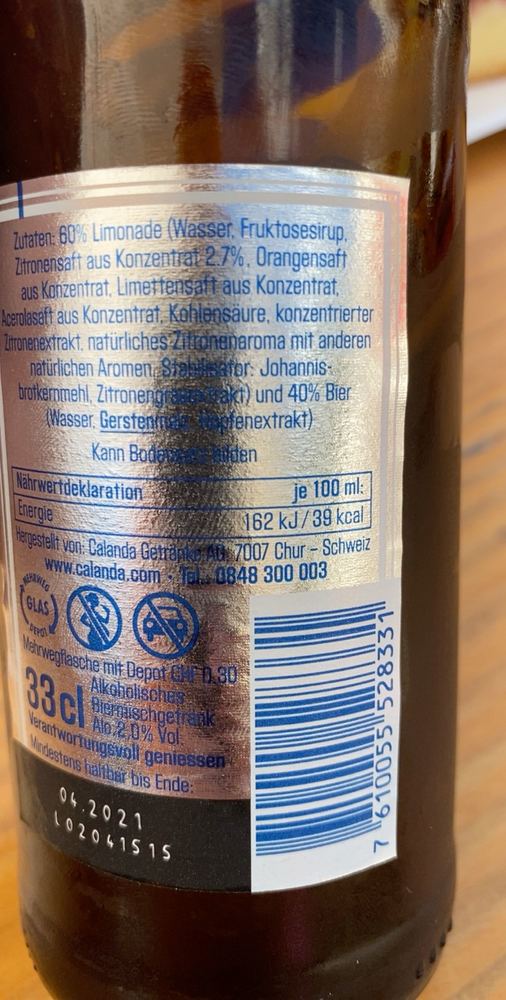 Zutaten: 60% Limonade (Wasser, Fruktosesirup,
Zitronensaft aus Konzentrat 2.7%, Orangensaft
aus Konzentrat, Limettensaft aus Konzentrat,
Acerolasaft aus Konzentrat, Kohlensäure, konzentrierter
Zitronenextrakt, natürliches Zitronenaroma mit anderen
natürlichen Aromen, Stabilisator: Johannis-
brotkernmehl, Zitronengrasextrakt) und 40% Bier
(Wasser, Gerstenmalz, Hopfenextrakt)
Kann Bodensatz bilden
Nährwertdeklaration je 100 ml:
Energie 162 kJ / 39 kcal
Hergestellt von: Calanda Getränke AG, 7007 Chur – Schweiz
www.calanda.com • Tel.: 0848 300 003
MEHRWEG
GLAS
DEPOT
Mehrwegflasche mit Depot CHF 0.30
33 cl
Alkoholisches
Biermischgetränk
Alc 2,0% Vol.
Verantwortungsvoll geniessen
Mindestens haltbar bis Ende:
04.2021
L02041515
7 610055 528331